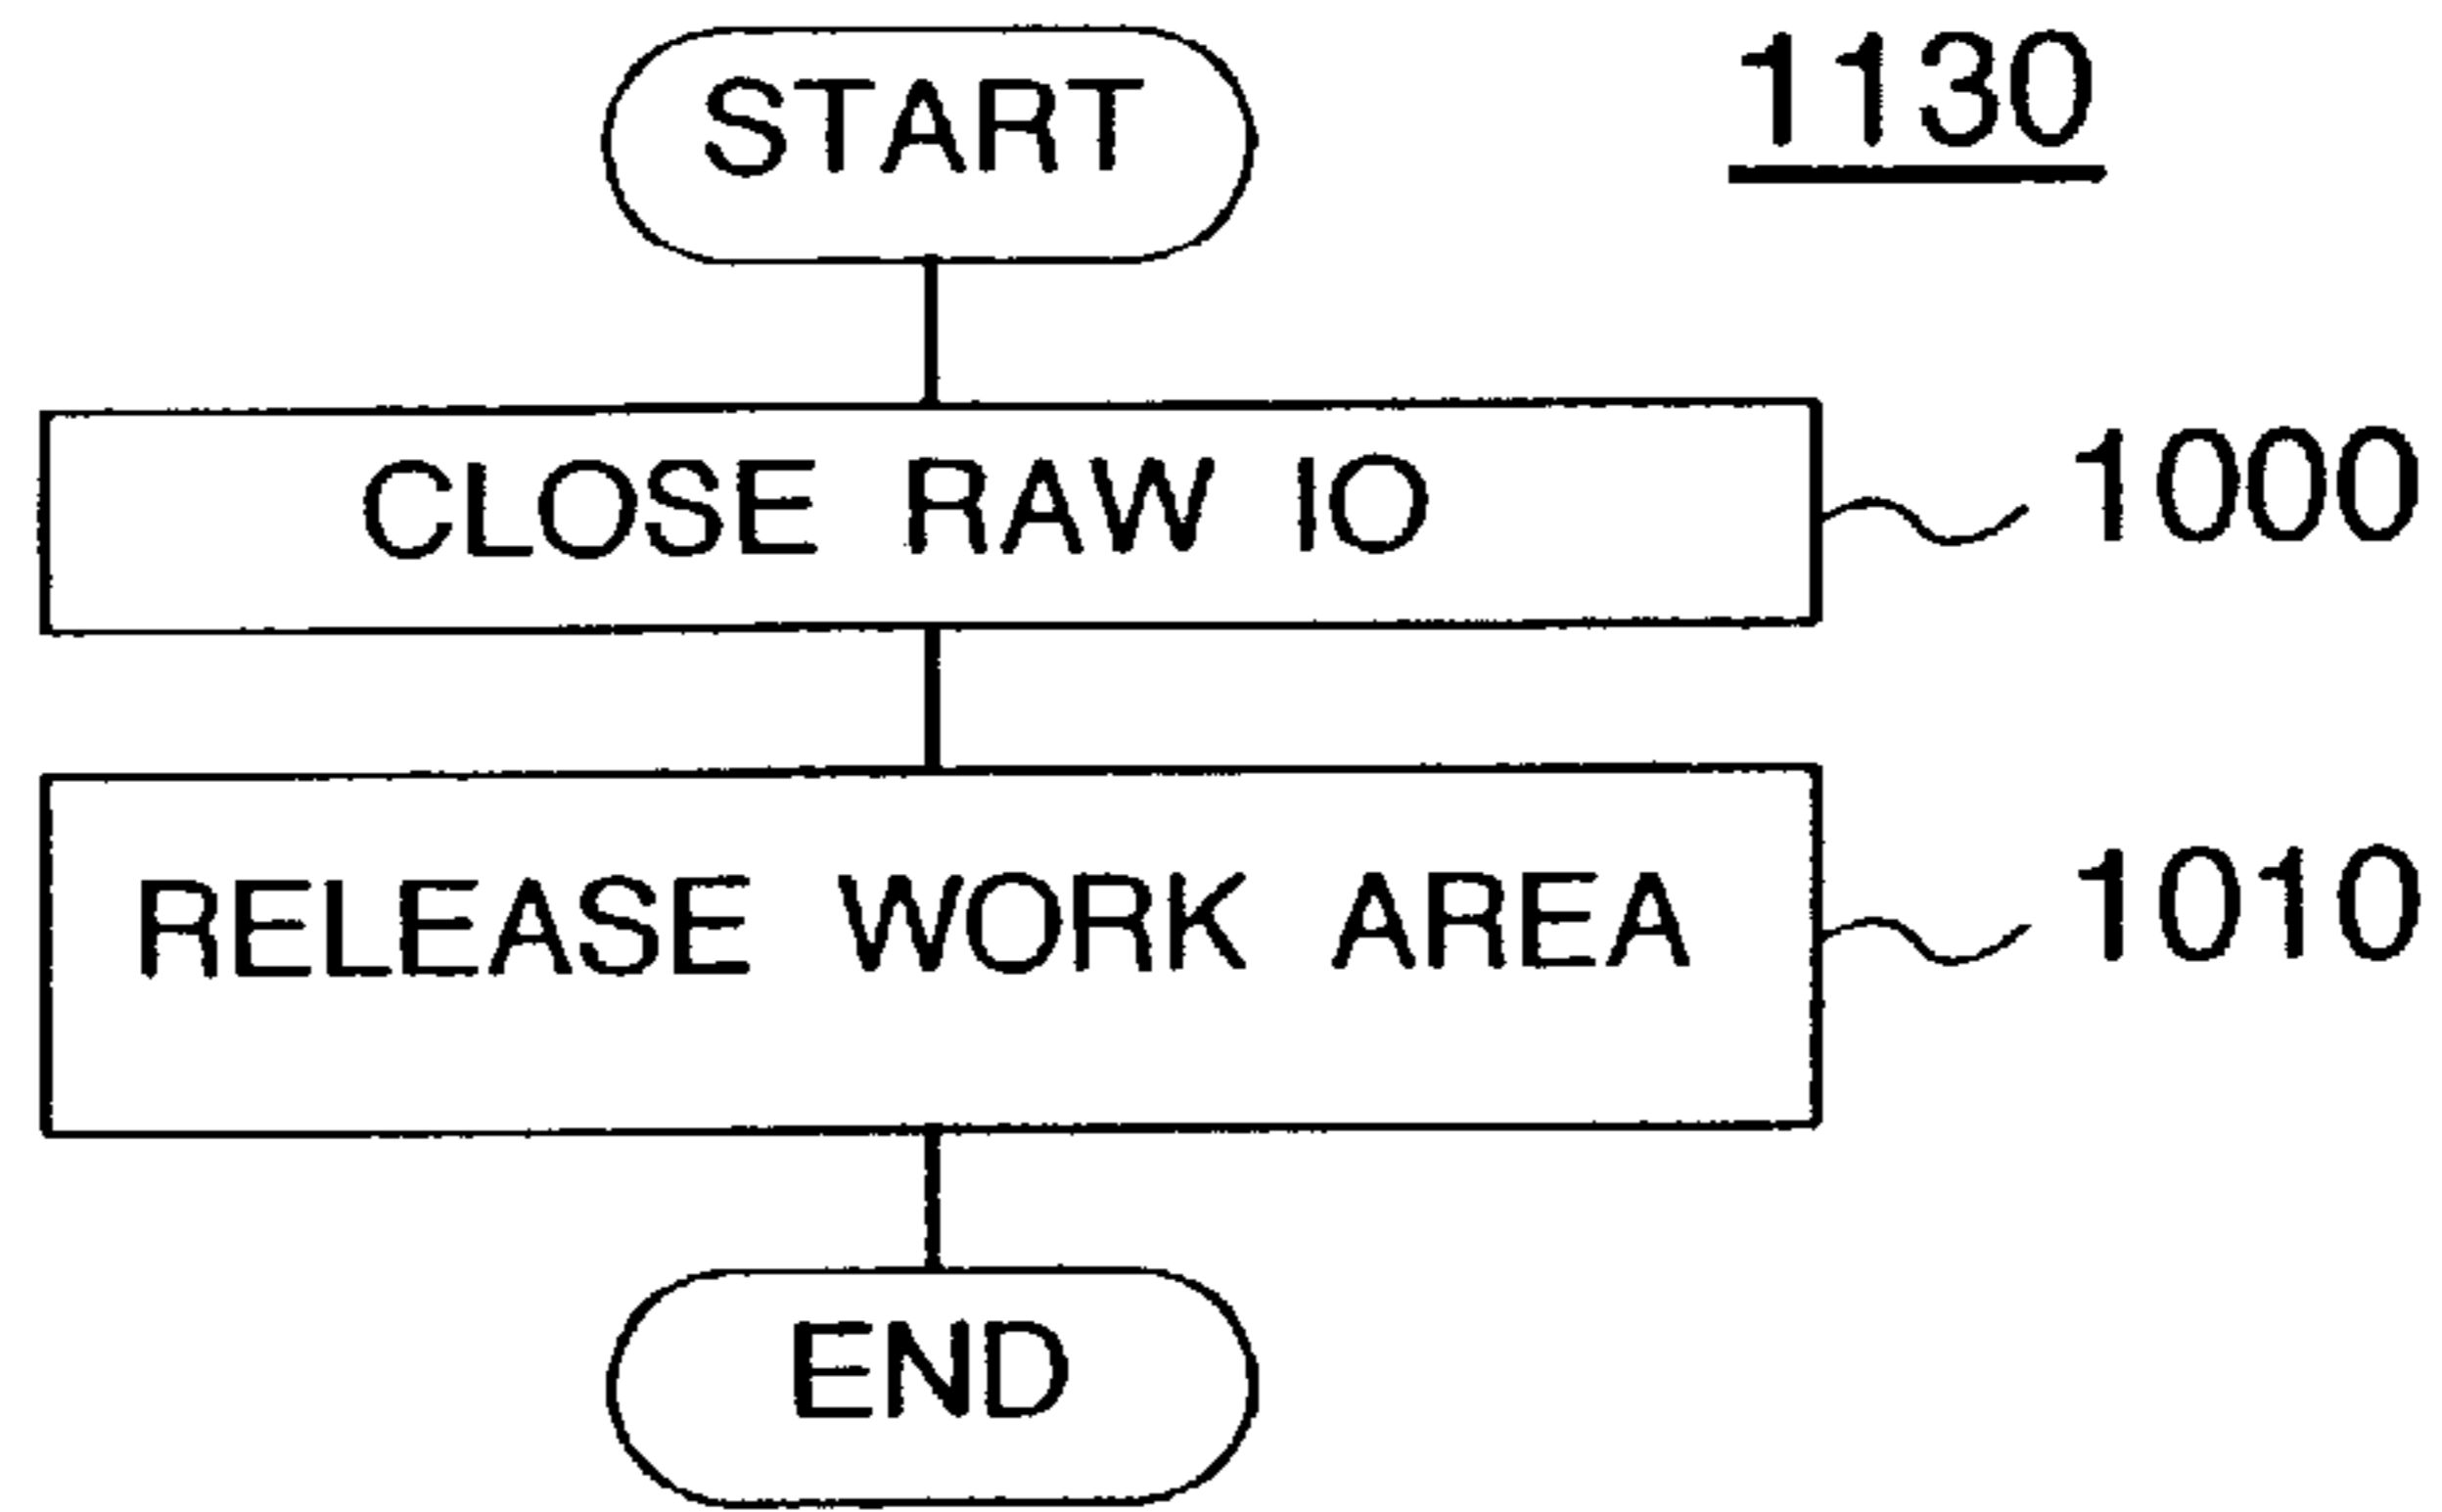 START
1130
CLOSE RAW IO
1000
RELEASE WORK AREA
1010
END